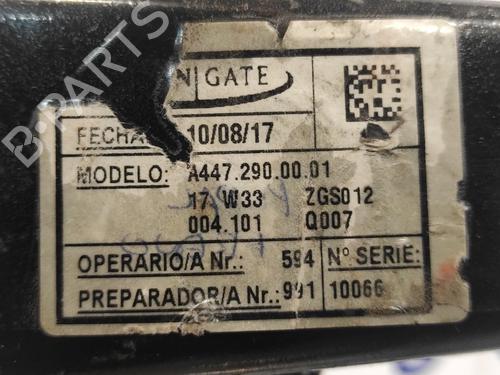 B-PARTS
GATE
FECHA 10/08/17
MODELO: A447.290.00.01
17 W33 ZGS012
004.101 Q007
OPERARIO/A Nr.: 594 Nº SERIE:
PREPARADOR/A Nr.: 991 10066